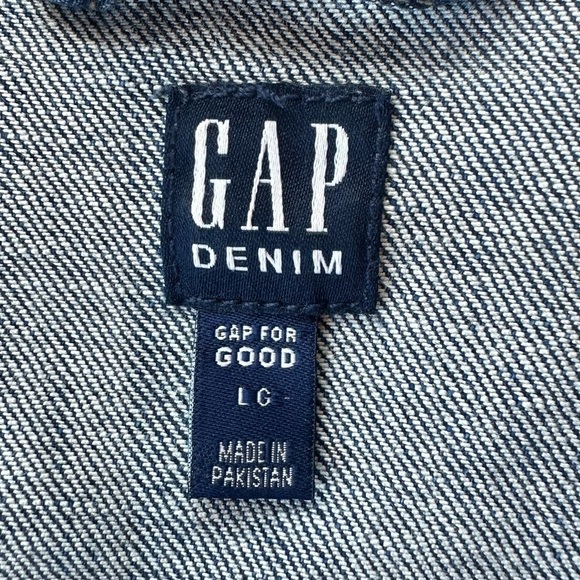 GAP
DENIM
GAP FOR
GOOD
LG
MADE IN
PAKISTAN